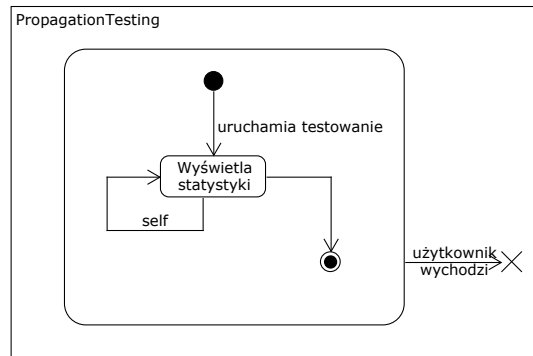 PropagationTesting
uruchamia testowanie
Wyświetla
statystyki
self
użytkownik
wychodzi